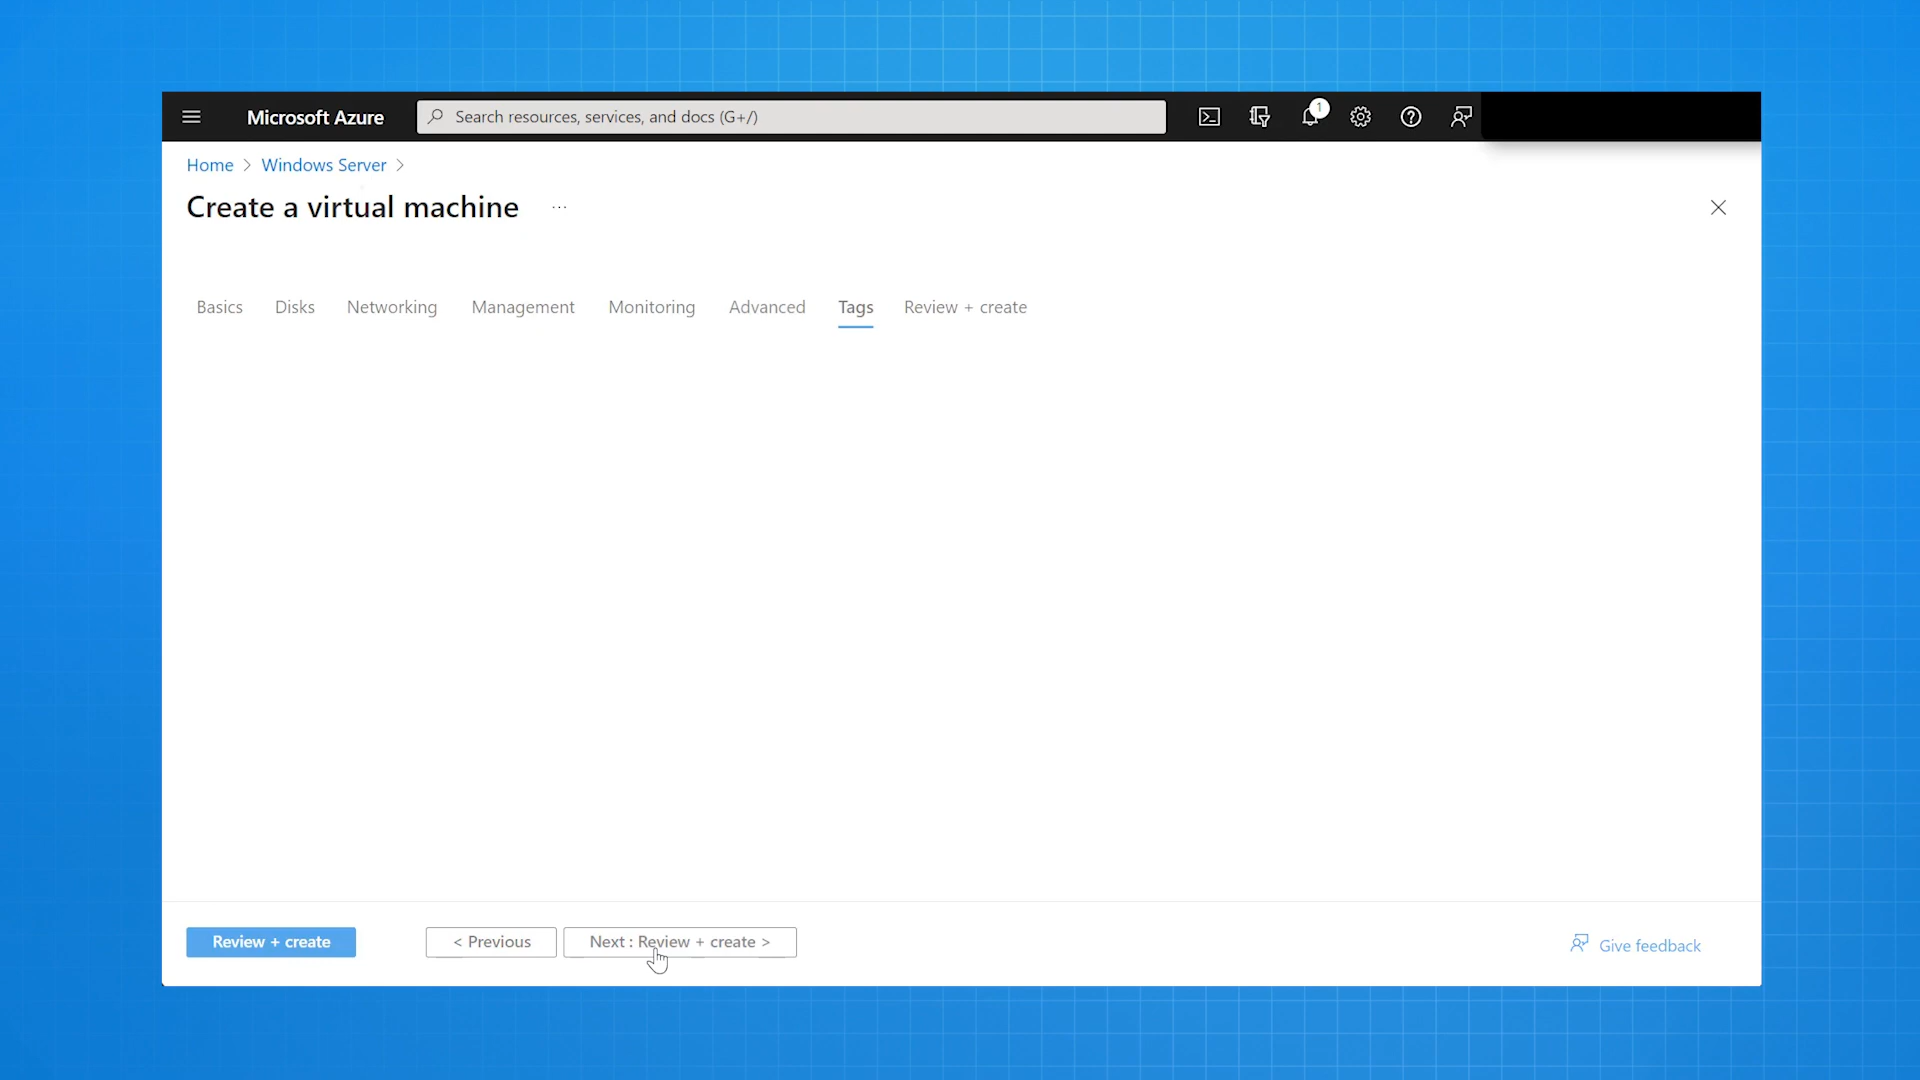 Microsoft Azure
Search resources, services, and docs (G+/)
1
Home > Windows Server >
Create a virtual machine ...
Basics Disks Networking Management Monitoring Advanced Tags Review + create
Review + create
< Previous
Next : Review + create >
Give feedback